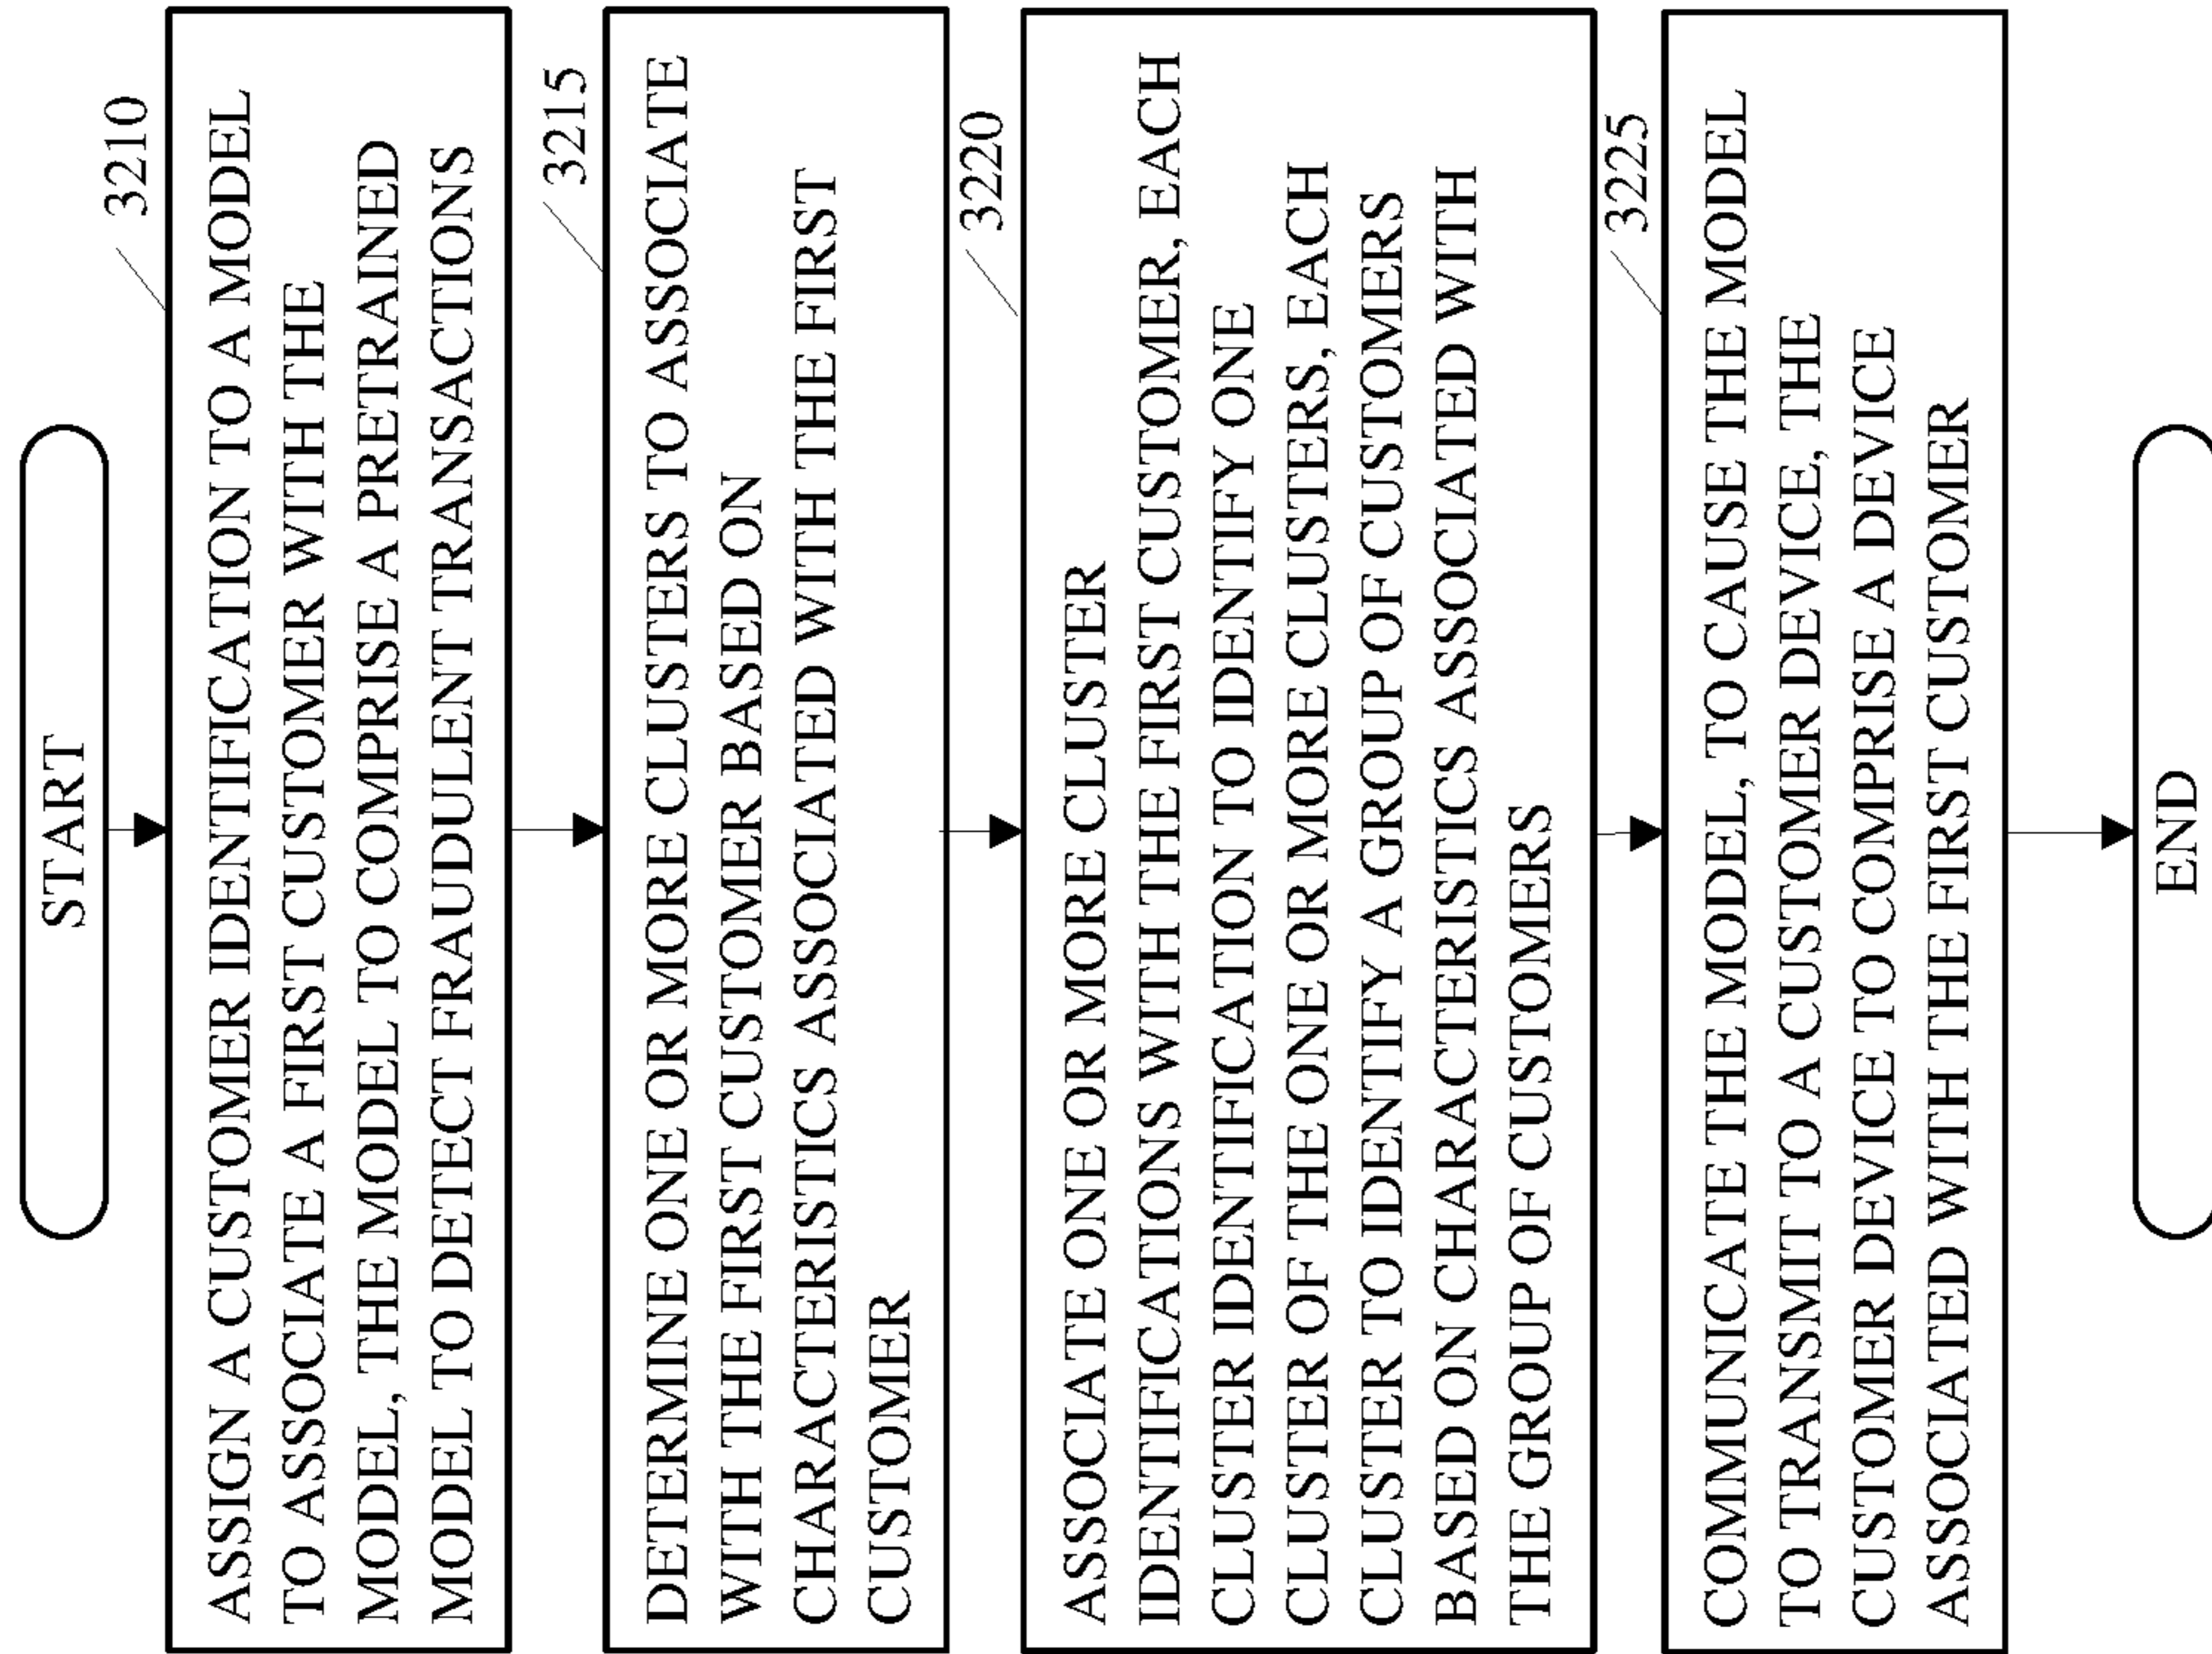 START
3210
ASSIGN A CUSTOMER IDENTIFICATION TO A MODEL
TO ASSOCIATE A FIRST CUSTOMER WITH THE
MODEL, THE MODEL TO COMPRISE A PRETRAINED
MODEL TO DETECT FRAUDULENT TRANSACTIONS
3215
DETERMINE ONE OR MORE CLUSTERS TO ASSOCIATE
WITH THE FIRST CUSTOMER BASED ON
CHARACTERISTICS ASSOCIATED WITH THE FIRST
CUSTOMER
3220
ASSOCIATE ONE OR MORE CLUSTER
IDENTIFICATIONS WITH THE FIRST CUSTOMER, EACH
CLUSTER IDENTIFICATION TO IDENTIFY ONE
CLUSTER OF THE ONE OR MORE CLUSTERS, EACH
CLUSTER TO IDENTIFY A GROUP OF CUSTOMERS
BASED ON CHARACTERISTICS ASSOCIATED WITH
THE GROUP OF CUSTOMERS
3225
COMMUNICATE THE MODEL, TO CAUSE THE MODEL
TO TRANSMIT TO A CUSTOMER DEVICE, THE
CUSTOMER DEVICE TO COMPRISE A DEVICE
ASSOCIATED WITH THE FIRST CUSTOMER
END